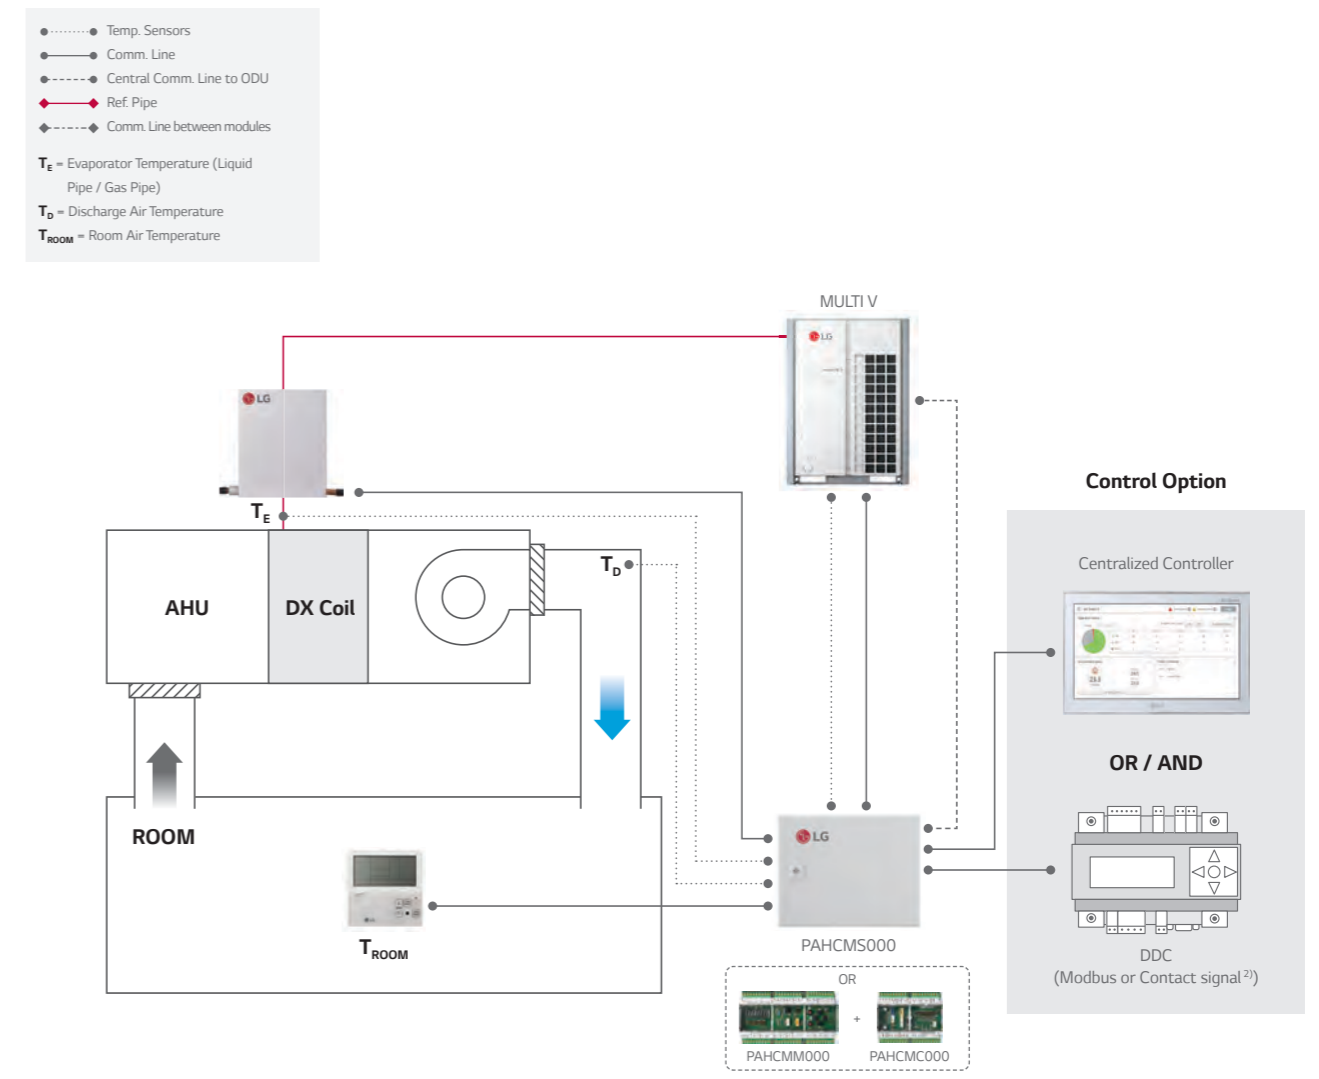 Temp. Sensors
Comm. Line
Central Comm. Line to ODU
Ref. Pipe
Comm. Line between modules
TE = Evaporator Temperature (Liquid
Pipe / Gas Pipe)
TD = Discharge Air Temperature
TROOM = Room Air Temperature
MULTI V
LG
LG
TE
TD
AHU
DX Coil
Control Option
Centralized Controller
OR / AND
ROOM
LG
LG
TROOM
PAHCMS000
DDC
(Modbus or Contact signal 2))
OR
+
PAHCMM000
PAHCMC000